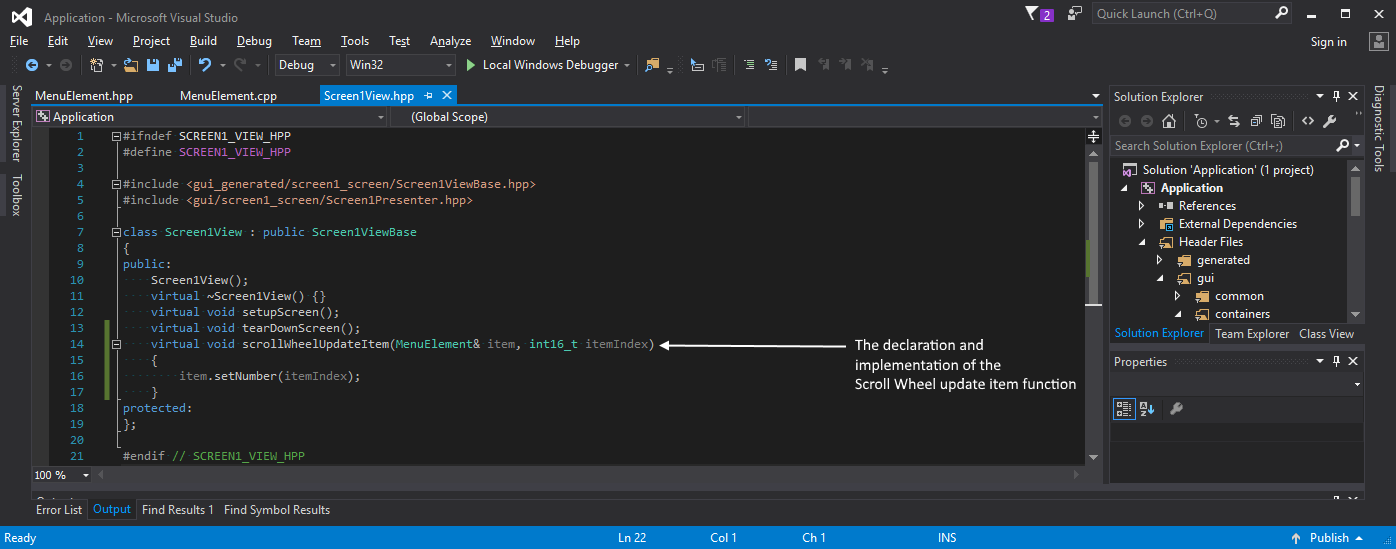 Application - Microsoft Visual Studio
2
Quick Launch (Ctrl+Q)
File Edit View Project Build Debug Team Tools Test Analyze Window Help
Sign in
Debug Win32 Local Windows Debugger
Server Explorer
Toolbox
MenuElement.hpp MenuElement.cpp Screen1View.hpp
Application (Global Scope)
1 #ifndef SCREEN1_VIEW_HPP
2 #define SCREEN1_VIEW_HPP
3
4 #include <gui_generated/screen1_screen/Screen1ViewBase.hpp>
5 #include <gui/screen1_screen/Screen1Presenter.hpp>
6
7 class Screen1View : public Screen1ViewBase
8 {
9 public:
10 Screen1View();
11 virtual ~Screen1View() {}
12 virtual void setupScreen();
13 virtual void tearDownScreen();
14 virtual void scrollWheelUpdateItem(MenuElement& item, int16_t itemIndex)
15 {
16 item.setNumber(itemIndex);
17 }
18 protected:
19 };
20
21 #endif // SCREEN1_VIEW_HPP
The declaration and
implementation of the
Scroll Wheel update item function
100 %
Solution Explorer
Search Solution Explorer (Ctrl+;)
Solution 'Application' (1 project)
Application
References
External Dependencies
Header Files
generated
gui
common
containers
Solution Explorer Team Explorer Class View
Properties
Diagnostic Tools
Error List Output Find Results 1 Find Symbol Results
Ready Ln 22 Col 1 Ch 1 INS Publish